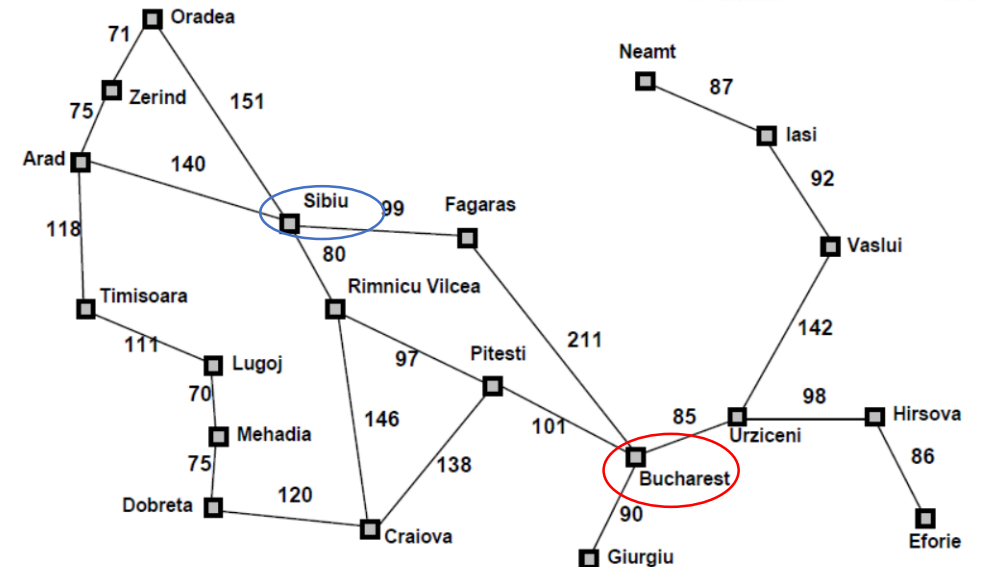 Oradea
71
Neamt
87
Zerind
75
151
Iasi
Arad
140
92
Sibiu
99
Fagaras
118
80
Vaslui
Rimnicu Vilcea
Timisoara
142
211
111
Pitesti
97
Lugoj
70
98
Hirsova
85
146
101
Urziceni
Mehadia
86
75
138
Bucharest
120
Dobreta
90
Craiova
Eforie
Giurgiu